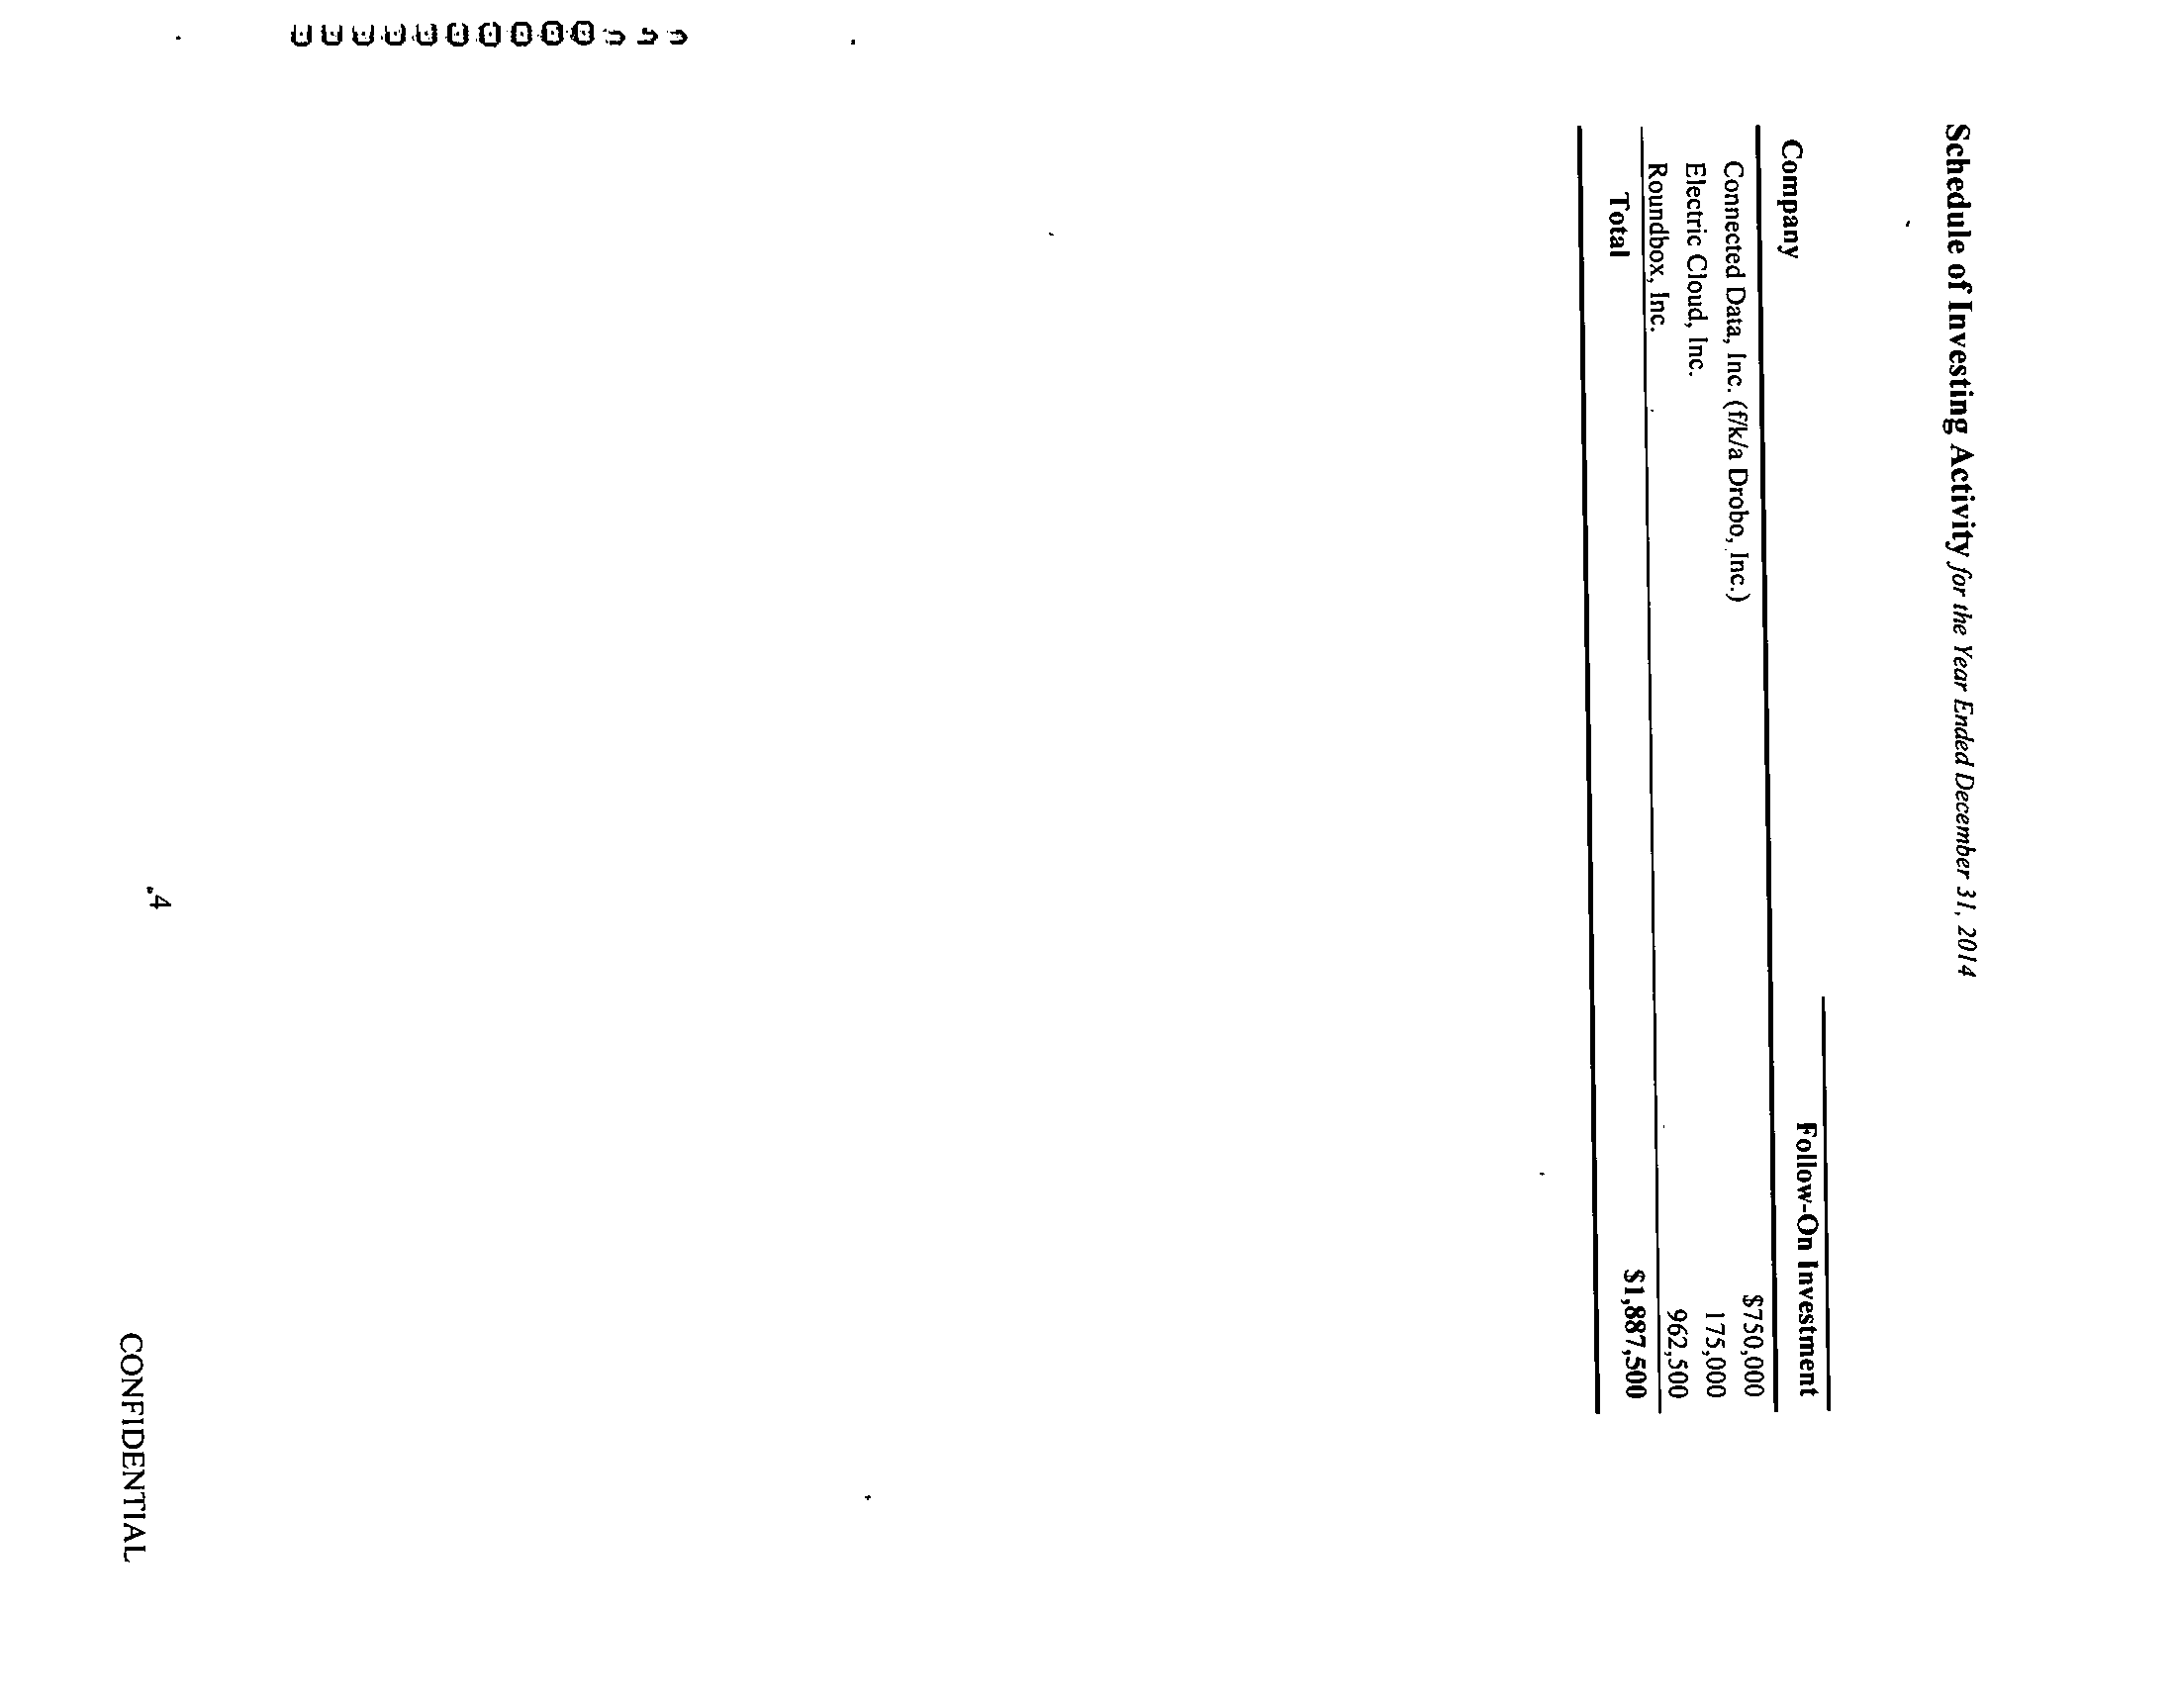 Schedule of Investing Activity for the Year Ended December 31, 2014
Follow-On Investment
Company
Connected Data, Inc. (f/k/a Drobo, Inc.) $750,000
Electric Cloud, Inc. 175,000
Roundbox, Inc. 962,500
Total $1,887,500
4
CONFIDENTIAL